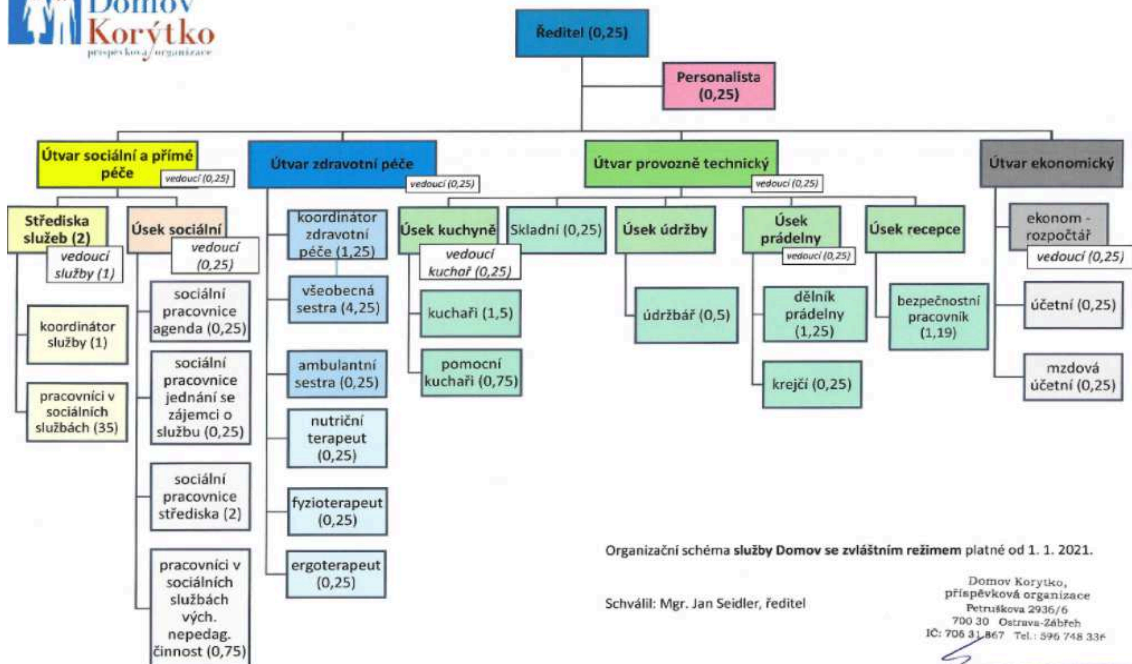 Domov
Korýtko
příspěvková organizace
Ředitel (0,25)
Personalista
(0,25)
Útvar sociální a přímé
péče
vedoucí (0,25)
Útvar zdravotní péče
vedoucí (0,25)
Útvar provozně technický
vedoucí (0,25)
Útvar ekonomický
Střediska
služeb (2)
vedoucí
služby (1)
koordinátor
služby (1)
pracovníci v
sociálních
službách (35)
Úsek sociální
vedoucí
(0,25)
sociální
pracovnice
agenda (0,25)
sociální
pracovnice
jednání se
zájemci o
službu (0,25)
sociální
pracovnice
střediska (2)
pracovníci v
sociálních
službách
vých.
nepedag.
činnost (0,75)
koordinátor
zdravotní
péče (1,25)
všeobecná
sestra (4,25)
ambulantní
sestra (0,25)
nutriční
terapeut
(0,25)
fyzioterapeut
(0,25)
ergoterapeut
(0,25)
Úsek kuchyně
vedoucí
kuchař (0,25)
kuchaři (1,5)
pomocní
kuchaři (0,75)
Skladní (0,25)
Úsek údržby
údržbář (0,5)
Úsek
prádelny
vedoucí (0,25)
dělník
prádelny
(1,25)
krejčí (0,25)
Úsek recepce
bezpečnostní
pracovník
(1,19)
ekonom -
rozpočtář
vedoucí (0,25)
účetní (0,25)
mzdová
účetní (0,25)
Organizační schéma služby Domov se zvláštním režimem platné od 1. 1. 2021.
Schválil: Mgr. Jan Seidler, ředitel
Domov Korýtko,
příspěvková organizace
Petruškova 2936/6
700 30 Ostrava-Zábřeh
IČ: 706 31 867 Tel.: 596 748 336